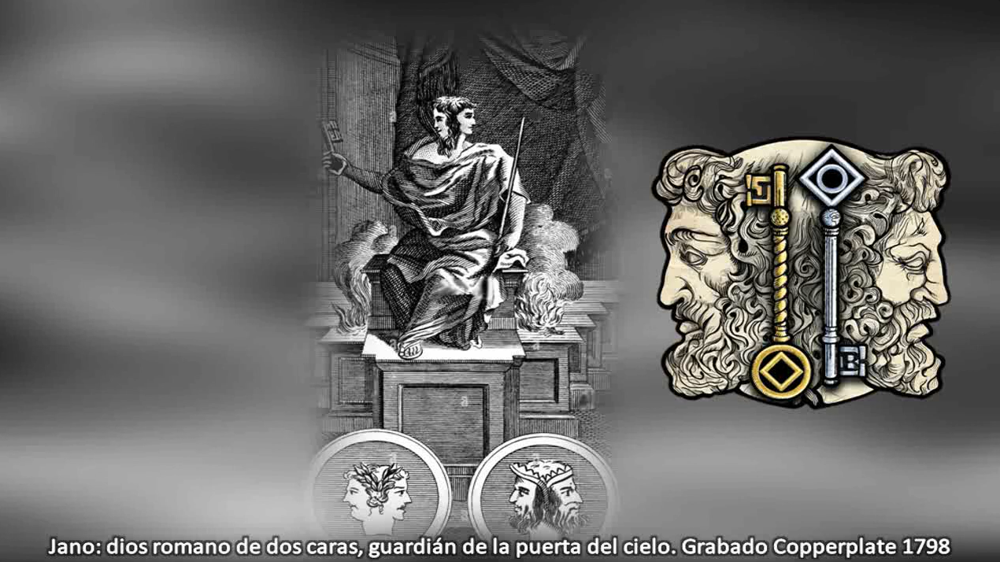 Jano: dios romano de dos caras, guardián de la puerta del cielo. Grabado Copperplate 1798